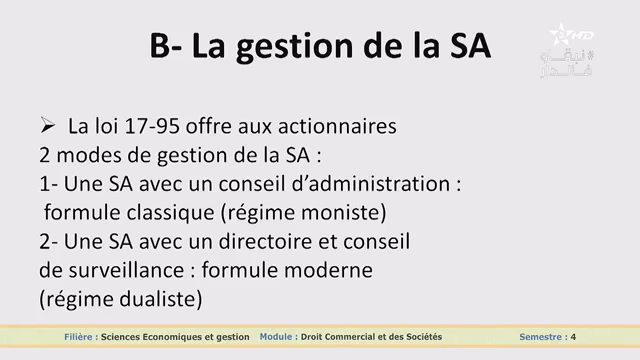 HD
#نبقاو
فالدار
B- La gestion de la SA
➢ La loi 17-95 offre aux actionnaires
2 modes de gestion de la SA :
1- Une SA avec un conseil d’administration :
formule classique (régime moniste)
2- Une SA avec un directoire et conseil
de surveillance : formule moderne
(régime dualiste)
Filière : Sciences Economiques et gestion Module : Droit Commercial et des Sociétés Semestre : 4